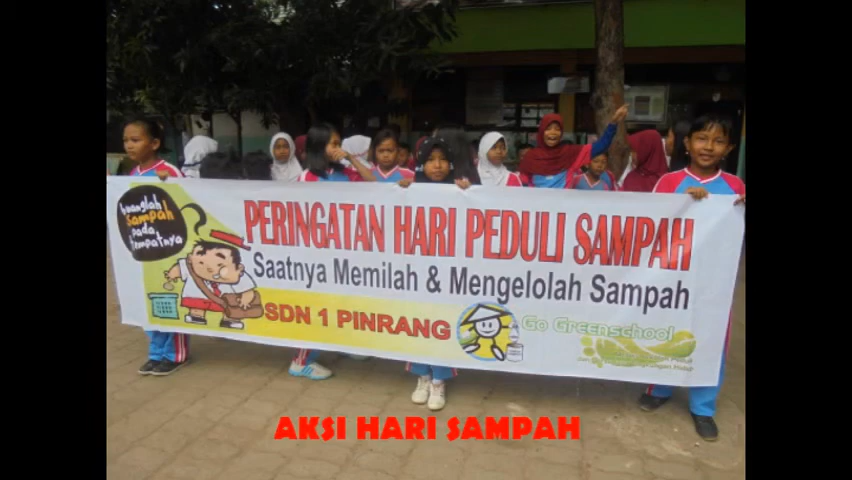 buanglah
sampah
pada
tempatnya
PERINGATAN HARI PEDULI SAMPAH
Saatnya Memilah & Mengelolah Sampah
SDN 1 PINRANG
Go Greenschool
AKSI HARI SAMPAH